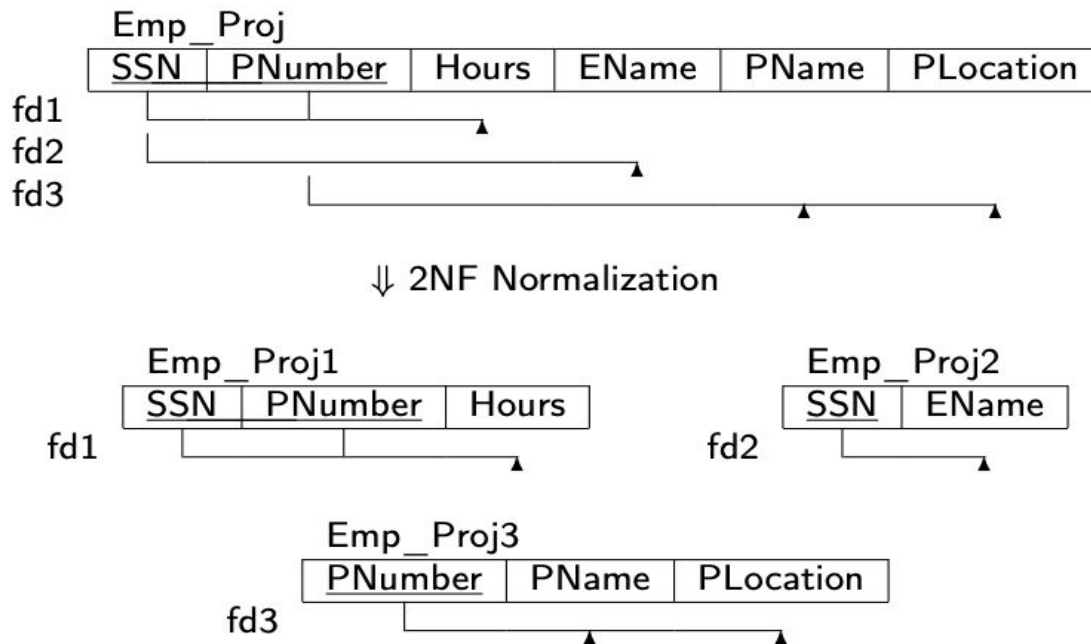 Emp_Proj
SSN PNumber Hours EName PName PLocation
fd1
fd2
fd3
⇓ 2NF Normalization
Emp_Proj1 Emp_Proj2
SSN PNumber Hours SSN EName
fd1 fd2
Emp_Proj3
PNumber PName PLocation
fd3